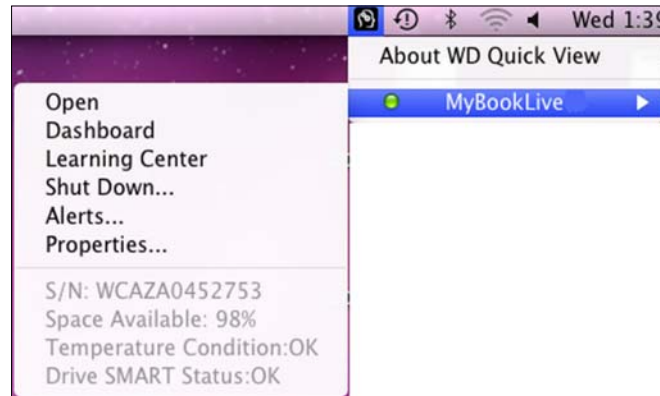 Wed 1:39
About WD Quick View
MyBookLive
Open
Dashboard
Learning Center
Shut Down...
Alerts...
Properties...
S/N: WCAZA0452753
Space Available: 98%
Temperature Condition:OK
Drive SMART Status:OK